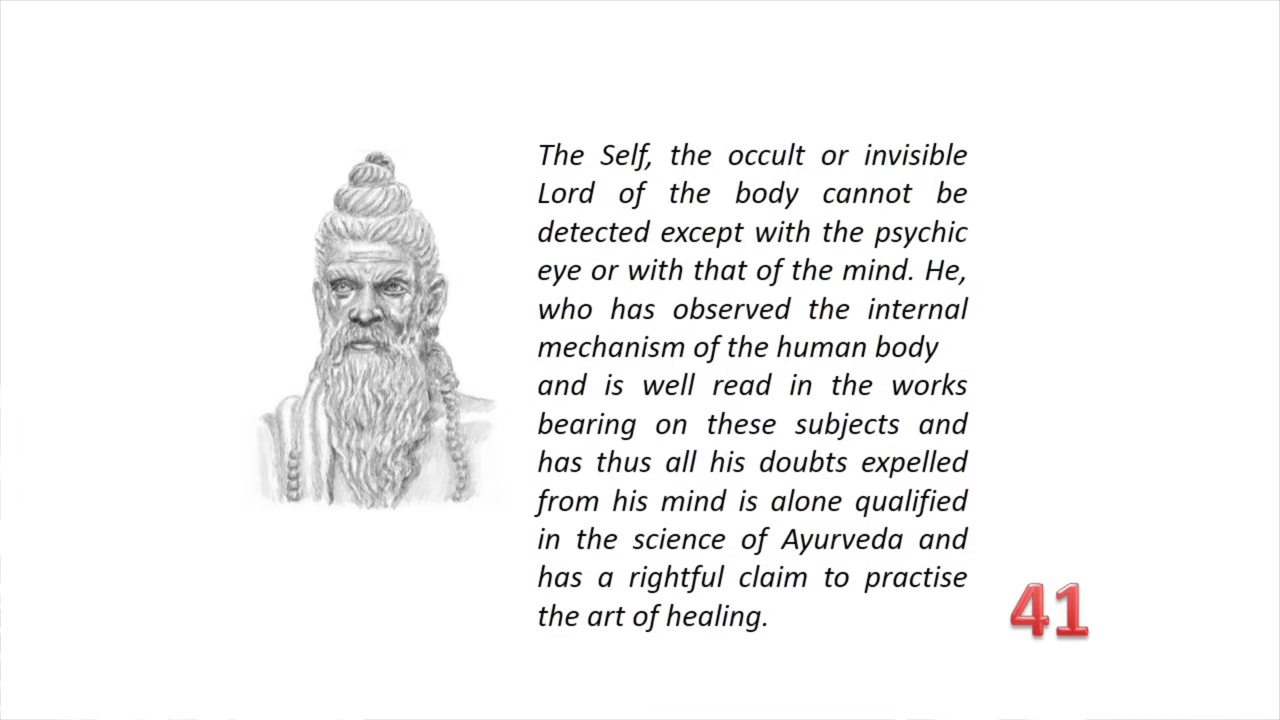 The Self, the occult or invisible
Lord of the body cannot be
detected except with the psychic
eye or with that of the mind. He,
who has observed the internal
mechanism of the human body
and is well read in the works
bearing on these subjects and
has thus all his doubts expelled
from his mind is alone qualified
in the science of Ayurveda and
has a rightful claim to practise
the art of healing.
41